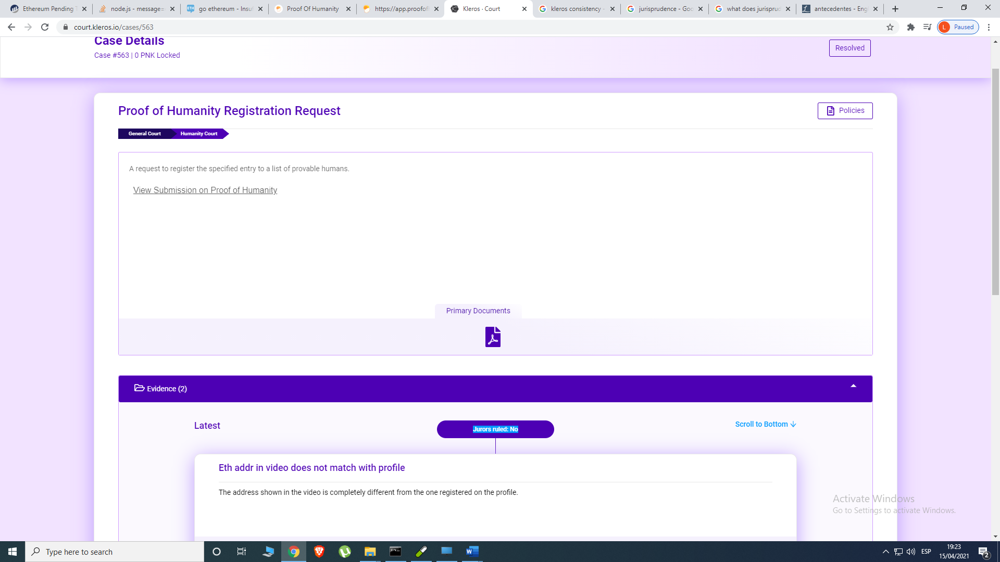 Ethereum Pending T
node.js - message=
go ethereum - Insuf
Proof Of Humanity
https://app.proofofh
Kleros · Court
kleros consistency -
jurisprudence - Goo
what does jurisprud
antecedentes - Engl
court.kleros.io/cases/563
L Paused
Case Details
Case #563 | 0 PNK Locked
Resolved
Proof of Humanity Registration Request
Policies
General Court
Humanity Court
A request to register the specified entry to a list of provable humans.
View Submission on Proof of Humanity
Primary Documents
Evidence (2)
Latest
Jurors ruled: No
Scroll to Bottom
Eth addr in video does not match with profile
The address shown in the video is completely different from the one registered on the profile.
Activate Windows
Go to Settings to activate Windows.
Type here to search
ESP
19:23
15/04/2021
2